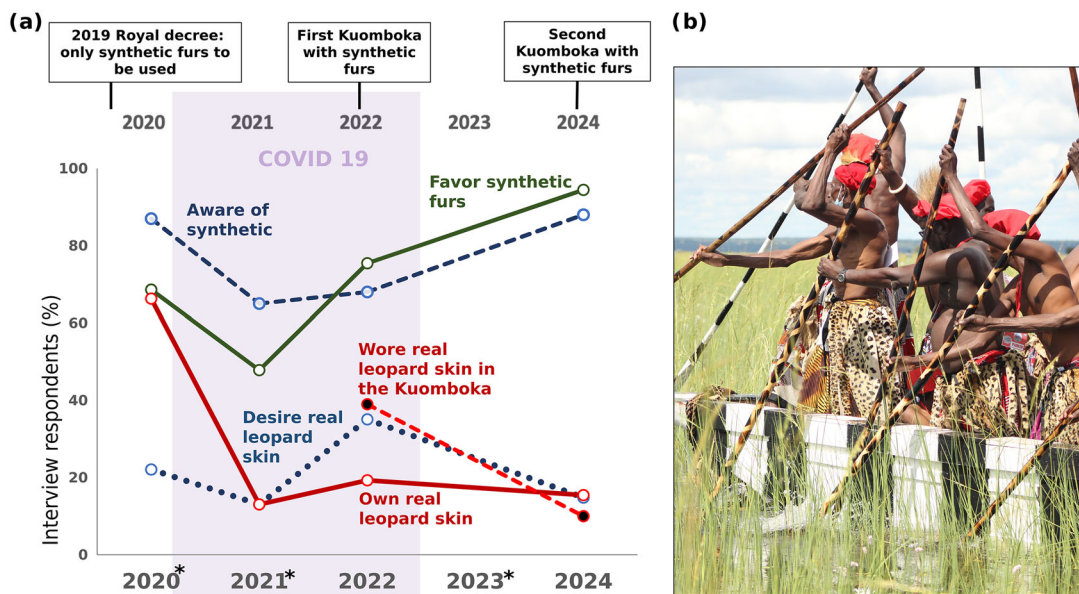 (a)
2019 Royal decree:
only synthetic furs to
be used
First Kuomboka
with synthetic
furs
Second
Kuomboka with
synthetic furs
2020 2021 2022 2023 2024
COVID 19
100
80
60
40
20
0
Interview respondents (%)
Aware of
synthetic
Favor synthetic
furs
Wore real
leopard skin in
the Kuomboka
Desire real
leopard
skin
Own real
leopard skin
2020* 2021* 2022 2023* 2024
(b)